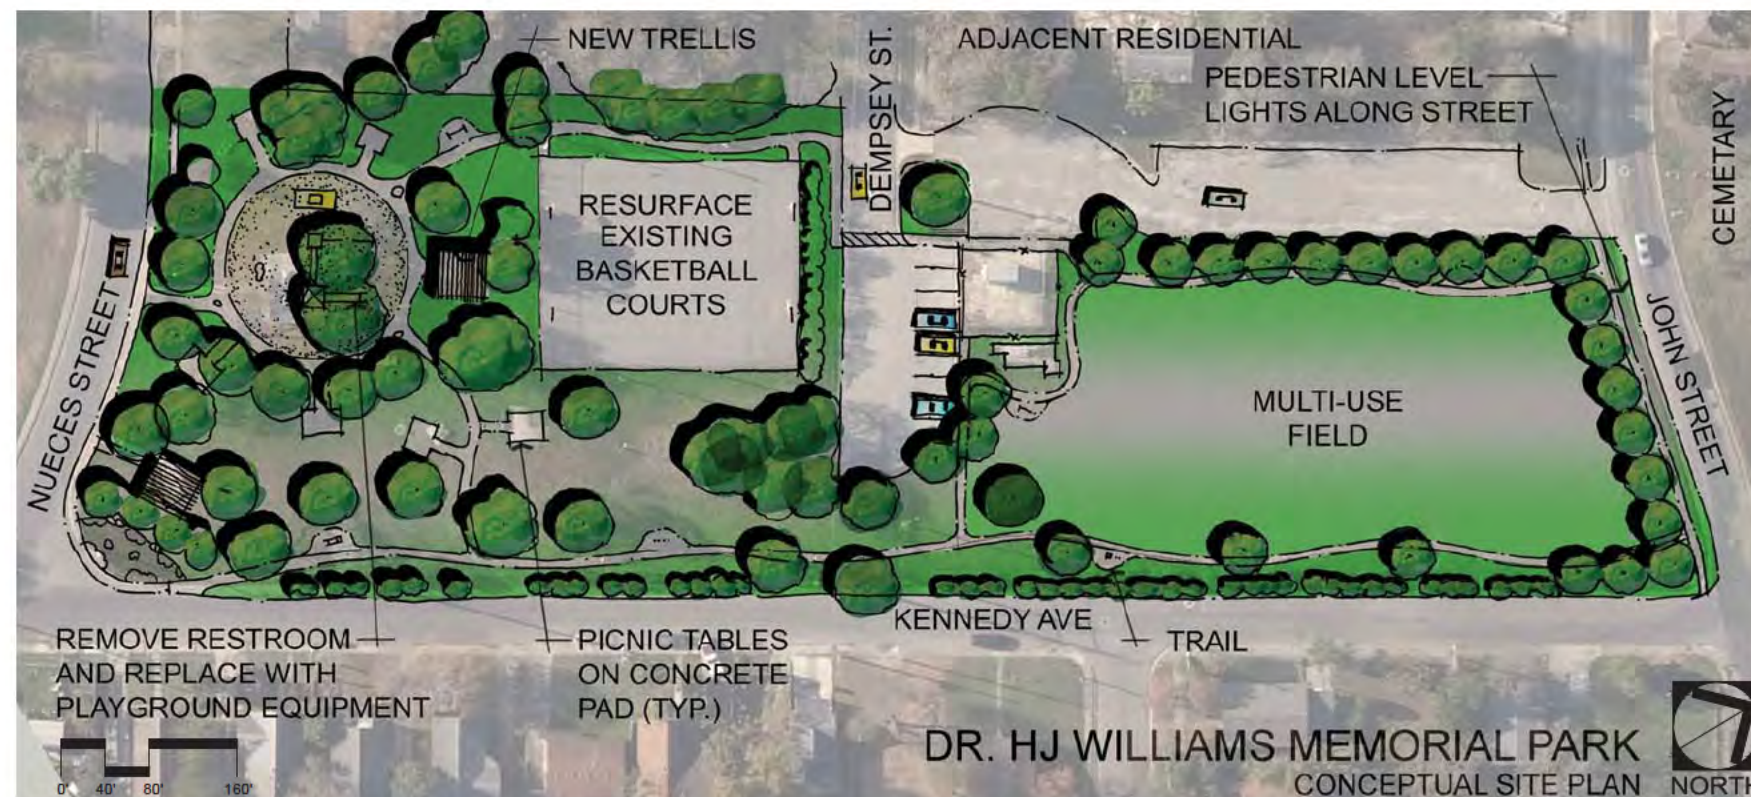 NEW TRELLIS
DEMPSEY ST.
ADJACENT RESIDENTIAL
PEDESTRIAN LEVEL
LIGHTS ALONG STREET
CEMETARY
RESURFACE
EXISTING
BASKETBALL
COURTS
NUECES STREET
MULTI-USE
FIELD
JOHN STREET
KENNEDY AVE
REMOVE RESTROOM
AND REPLACE WITH
PLAYGROUND EQUIPMENT
PICNIC TABLES
ON CONCRETE
PAD (TYP.)
TRAIL
0' 40' 80' 160'
DR. HJ WILLIAMS MEMORIAL PARK
CONCEPTUAL SITE PLAN
NORTH